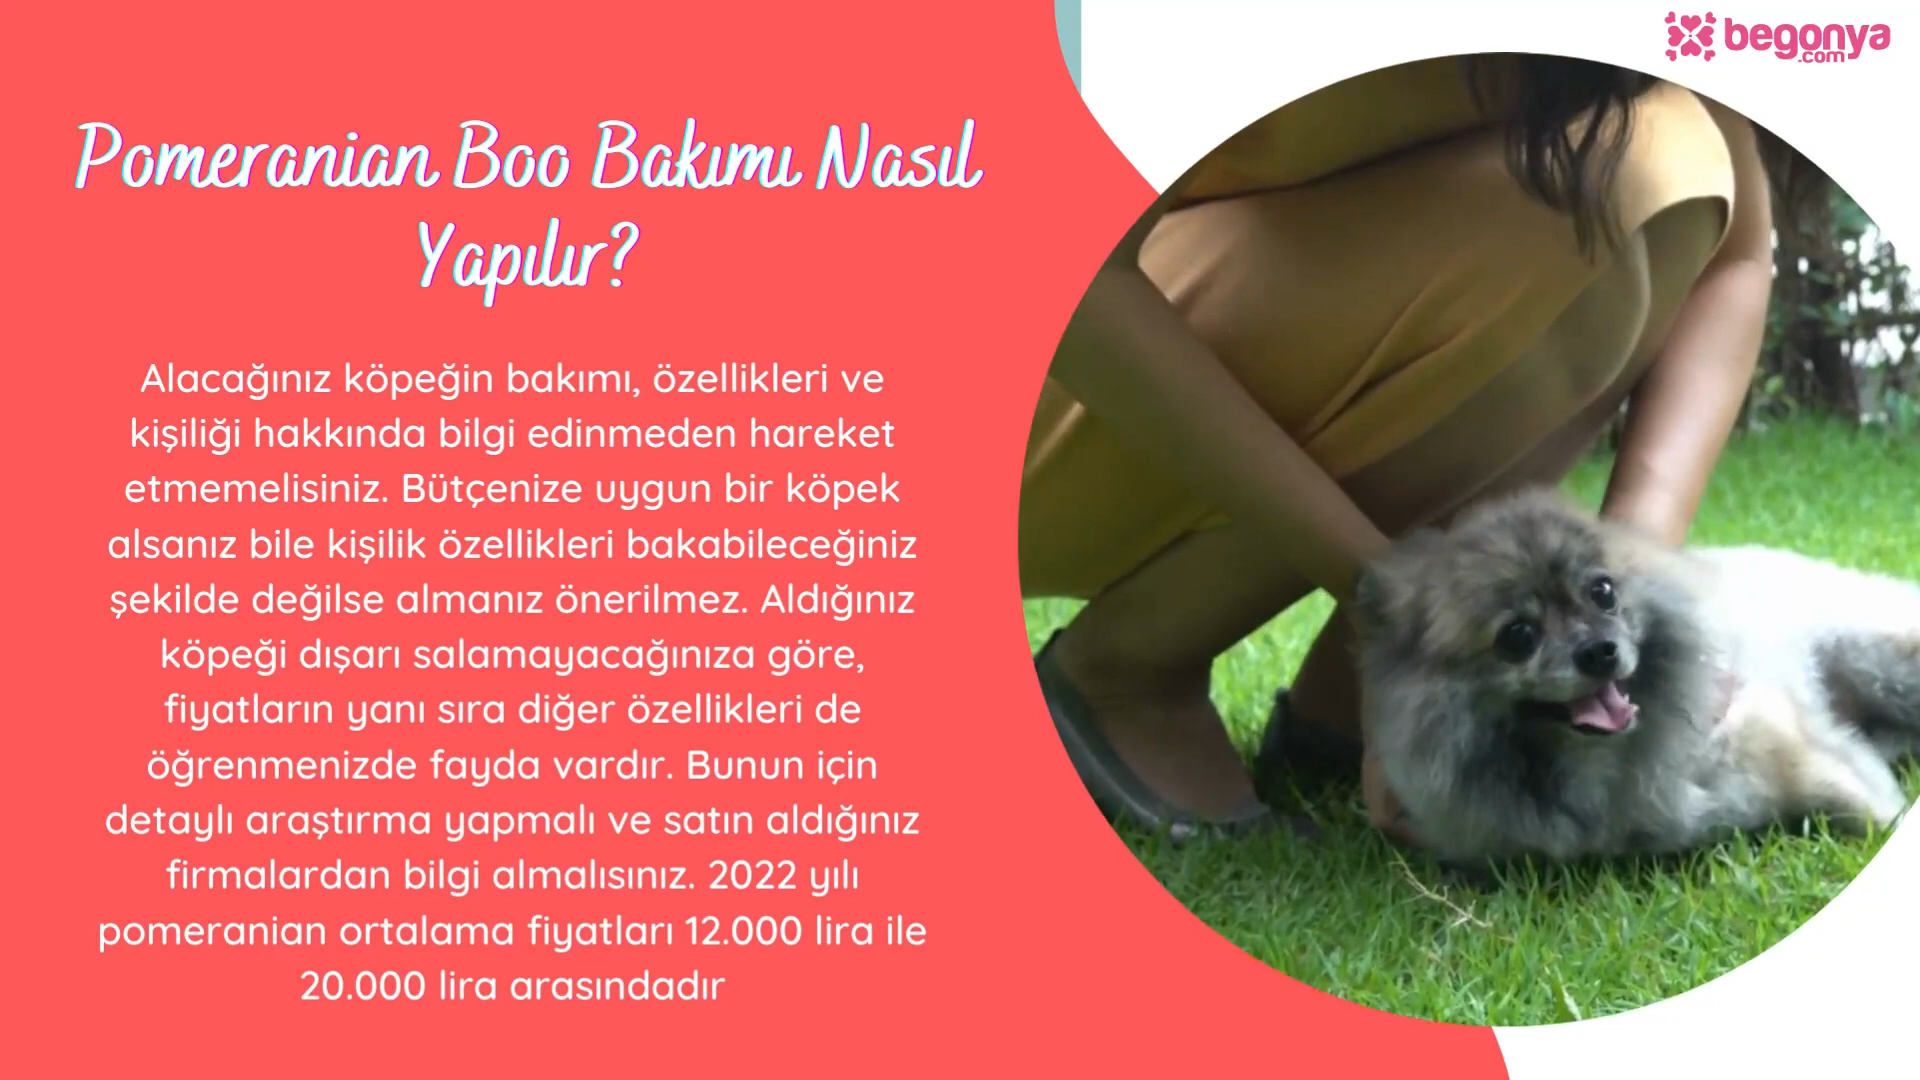 begonya
.com
Pomeranian Boo Bakımı Nasıl
Yapılır?
Alacağınız köpeğin bakımı, özellikleri ve
kişiliği hakkında bilgi edinmeden hareket
etmemelisiniz. Bütçenize uygun bir köpek
alsanız bile kişilik özellikleri bakabileceğiniz
şekilde değilse almanız önerilmez. Aldığınız
köpeği dışarı salamayacağınıza göre,
fiyatların yanı sıra diğer özellikleri de
öğrenmenizde fayda vardır. Bunun için
detaylı araştırma yapmalı ve satın aldığınız
firmalardan bilgi almalısınız. 2022 yılı
pomeranian ortalama fiyatları 12.000 lira ile
20.000 lira arasındadır